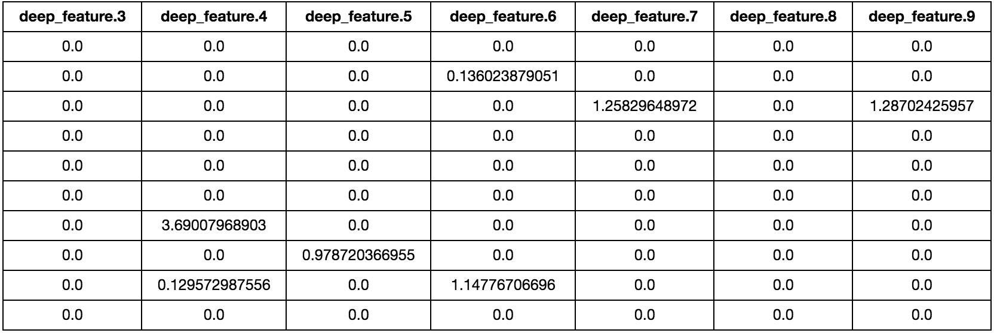 deep_feature.3 deep_feature.4 deep_feature.5 deep_feature.6 deep_feature.7 deep_feature.8 deep_feature.9
0.0 0.0 0.0 0.0 0.0 0.0 0.0
0.0 0.0 0.0 0.136023879051 0.0 0.0 0.0
0.0 0.0 0.0 0.0 1.25829648972 0.0 1.28702425957
0.0 0.0 0.0 0.0 0.0 0.0 0.0
0.0 0.0 0.0 0.0 0.0 0.0 0.0
0.0 0.0 0.0 0.0 0.0 0.0 0.0
0.0 3.69007968903 0.0 0.0 0.0 0.0 0.0
0.0 0.0 0.978720366955 0.0 0.0 0.0 0.0
0.0 0.129572987556 0.0 1.14776706696 0.0 0.0 0.0
0.0 0.0 0.0 0.0 0.0 0.0 0.0